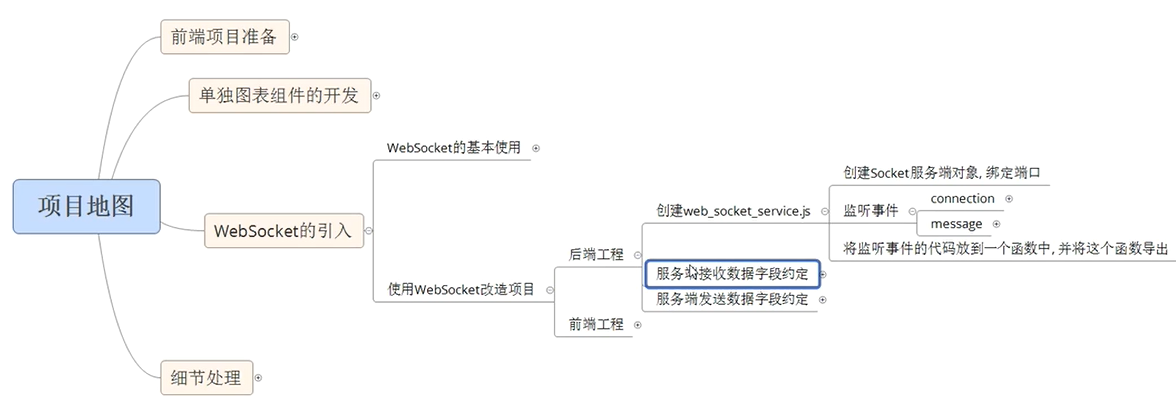 前端项目准备
单独图表组件的开发
项目地图
WebSocket的引入
WebSocket的基本使用
使用WebSocket改造项目
后端工程
创建web_socket_service.js
创建Socket服务端对象, 绑定端口
监听事件
connection
message
将监听事件的代码放到一个函数中, 并将这个函数导出
服务端接收数据字段约定
服务端发送数据字段约定
前端工程
细节处理